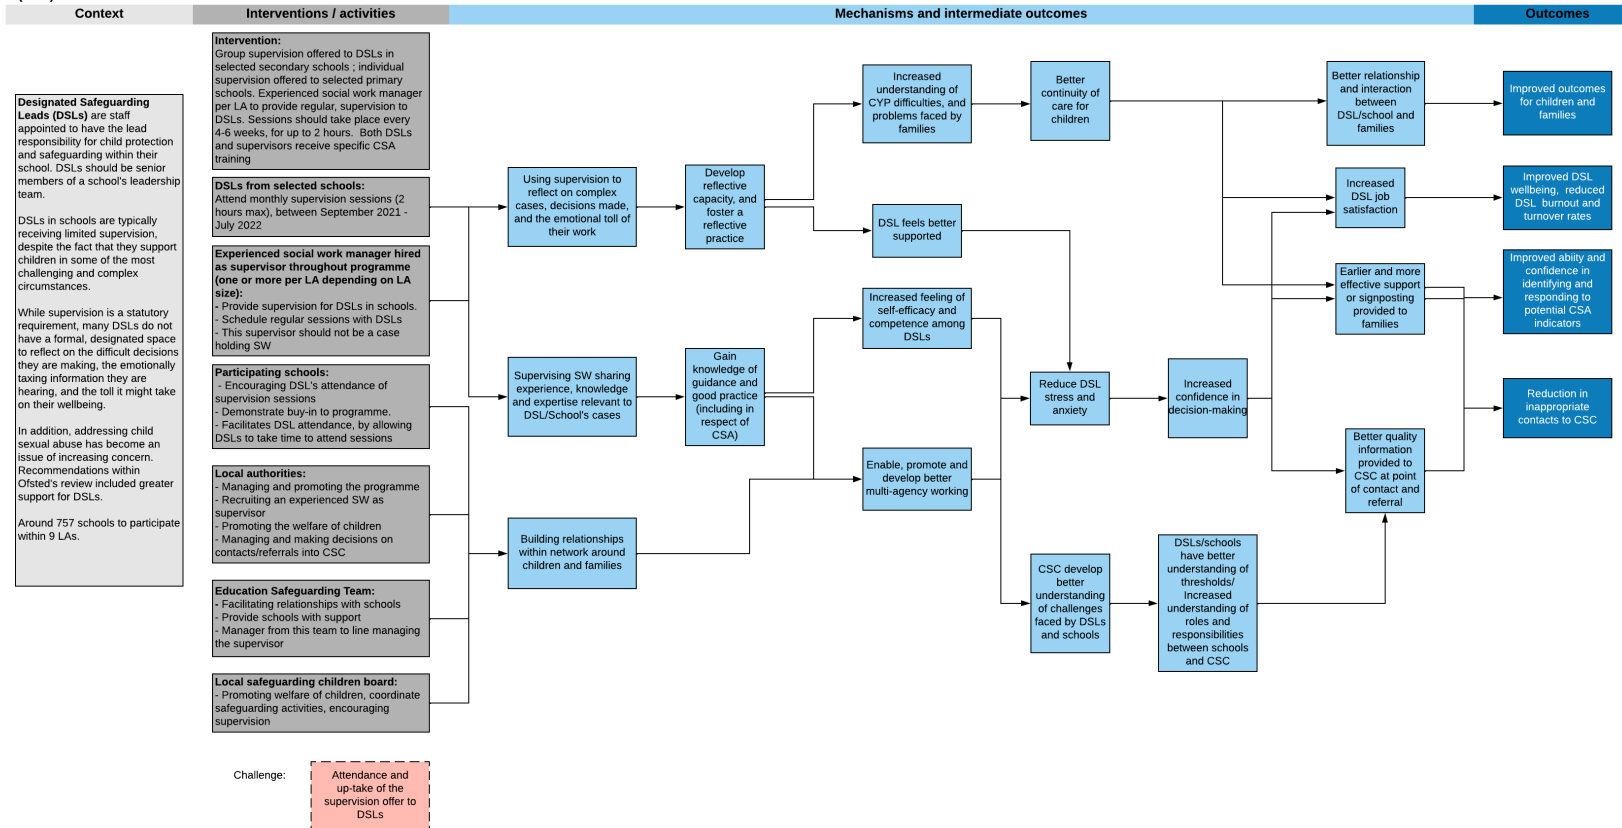 Context
Interventions / activities
Mechanisms and intermediate outcomes
Outcomes
Designated Safeguarding
Leads (DSLs) are staff
appointed to have the lead
responsibility for child protection
and safeguarding within their
school. DSLs should be senior
members of a school's leadership
team.
DSLs in schools are typically
receiving limited supervision,
despite the fact that they support
children in some of the most
challenging and complex
circumstances.
While supervision is a statutory
requirement, many DSLs do not
have a formal, designated space
to reflect on the difficult decisions
they are making, the emotionally
taxing information they are
hearing, and the toll it might take
on their wellbeing.
In addition, addressing child
sexual abuse has become an
issue of increasing concern.
Recommendations within
Ofsted's review included greater
support for DSLs.
Around 757 schools to participate
within 9 LAs.
Intervention:
Group supervision offered to DSLs in
selected secondary schools ; individual
supervision offered to selected primary
schools. Experienced social work manager
per LA to provide regular, supervision to
DSLs. Sessions should take place every
4-6 weeks, for up to 2 hours.  Both DSLs
and supervisors receive specific CSA
training
DSLs from selected schools:
Attend monthly supervision sessions (2
hours max), between September 2021 -
July 2022
Experienced social work manager hired
as supervisor throughout programme
(one or more per LA depending on LA
size):
- Provide supervision for DSLs in schools.
- Schedule regular sessions with DSLs
- This supervisor should not be a case
holding SW
Participating schools:
- Encouraging DSL's attendance of
supervision sessions
- Demonstrate buy-in to programme.
- Facilitates DSL attendance, by allowing
DSLs to take time to attend sessions
Local authorities:
- Managing and promoting the programme
- Recruiting an experienced SW as
supervisor
- Promoting the welfare of children
- Managing and making decisions on
contacts/referrals into CSC
Education Safeguarding Team:
- Facilitating relationships with schools
- Provide schools with support
- Manager from this team to line managing
the supervisor
Local safeguarding children board:
- Promoting welfare of children, coordinate
safeguarding activities, encouraging
supervision
Challenge:
Attendance and
up-take of the
supervision offer to
DSLs
Using supervision to
reflect on complex
cases, decisions made,
and the emotional toll of
their work
Supervising SW sharing
experience, knowledge
and expertise relevant to
DSL/School's cases
Building relationships
within network around
children and families
Develop
reflective
capacity, and
foster a
reflective
practice
Gain
knowledge of
guidance and
good practice
(including in
respect of
CSA)
Increased
understanding of
CYP difficulties, and
problems faced by
families
DSL feels better
supported
Increased feeling of
self-efficacy and
competence among
DSLs
Enable, promote and
develop better
multi-agency working
Better
continuity of
care for
children
Reduce DSL
stress and
anxiety
CSC develop
better
understanding
of challenges
faced by DSLs
and schools
Increased
confidence in
decision-making
DSLs/schools
have better
understanding of
thresholds/
Increased
understanding of
roles and
responsibilities
between schools
and CSC
Better relationship
and interaction
between
DSL/school and
families
Increased
DSL job
satisfaction
Earlier and more
effective support
or signposting
provided to
families
Better quality
information
provided to
CSC at point
of contact and
referral
Improved outcomes
for children and
families
Improved DSL
wellbeing,  reduced
DSL  burnout and
turnover rates
Improved abiity and
confidence in
identifying and
responding to
potential CSA
indicators
Reduction in
inappropriate
contacts to CSC